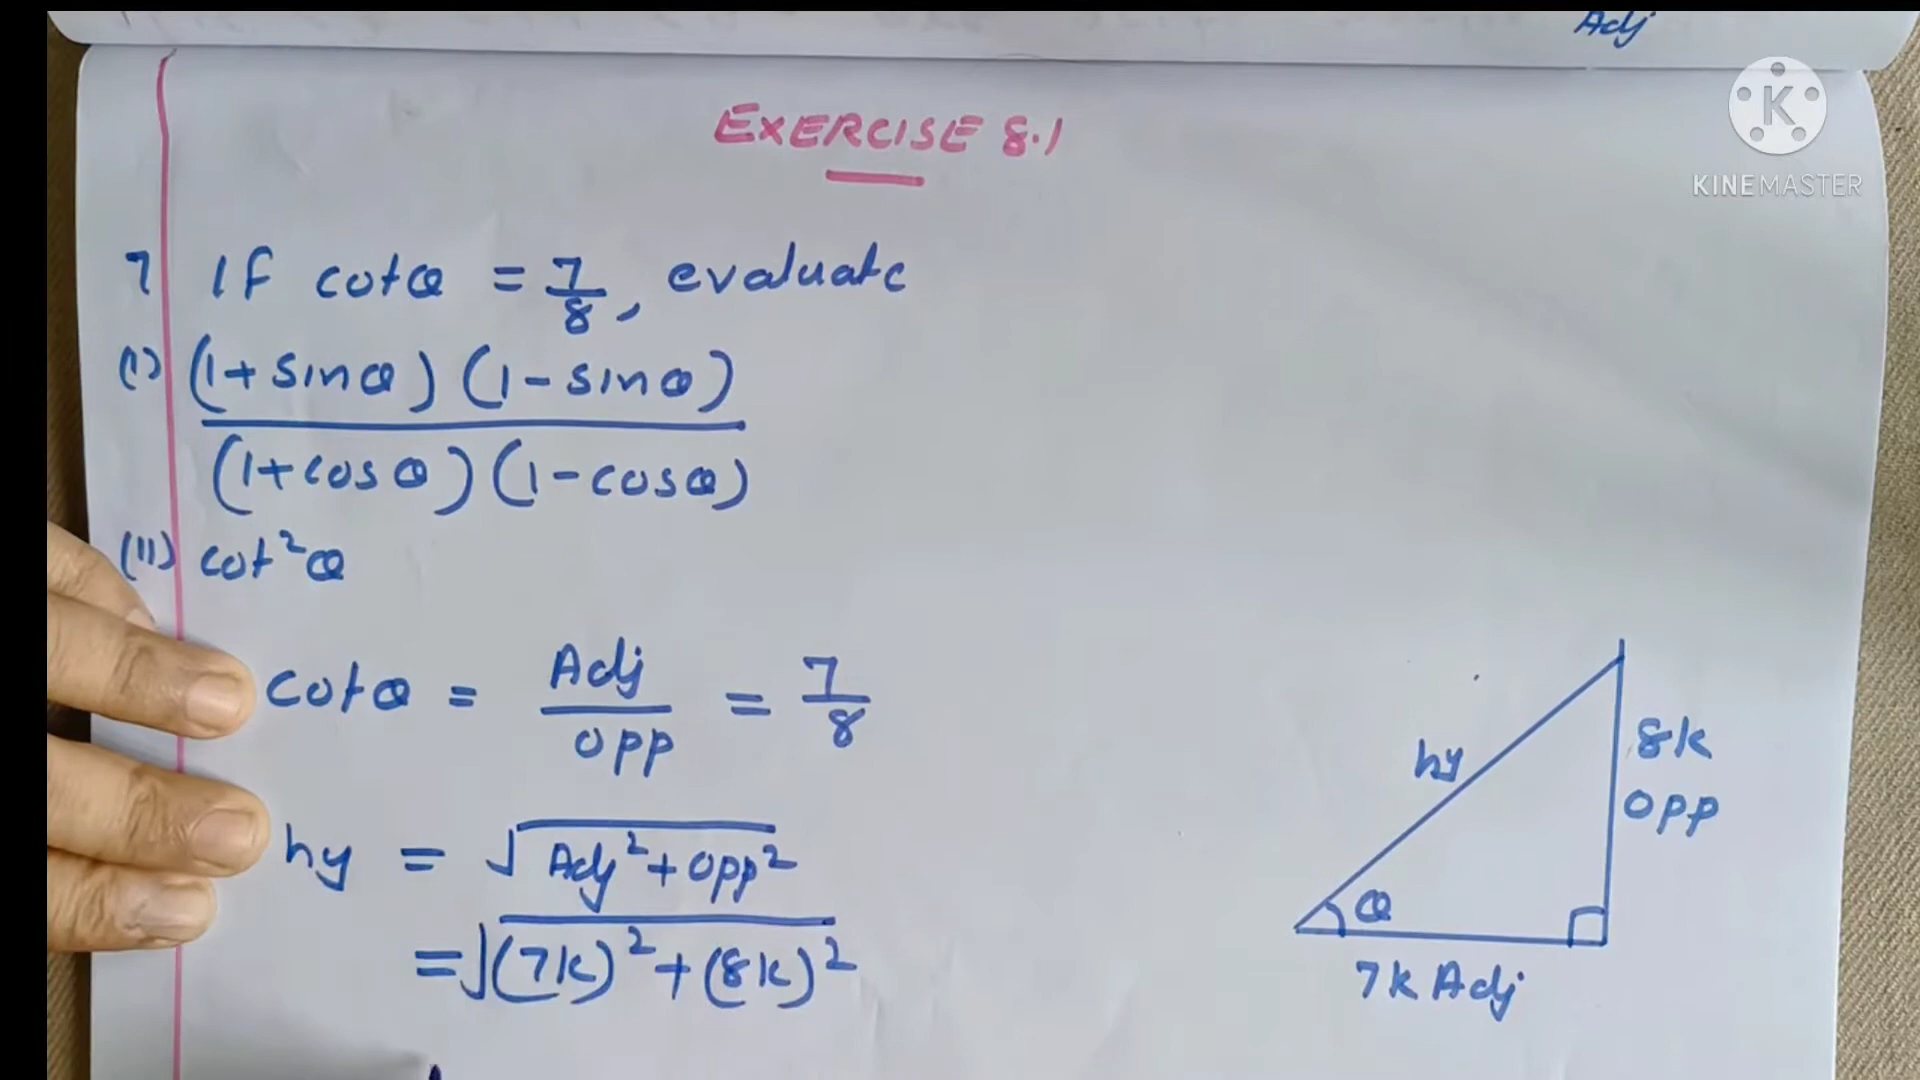 Adj
EXERCISE 8.1
KINEMASTER
7 If cotθ = 7/8, evaluate
(i) (1+sinθ)(1-sinθ)
(1+cosθ)(1-cosθ)
(ii) cot²θ
cotθ = Adj/opp = 7/8
hy = √Adj²+opp²
=√(7k)²+(8k)²
hy
8k
opp
θ
7k Adj